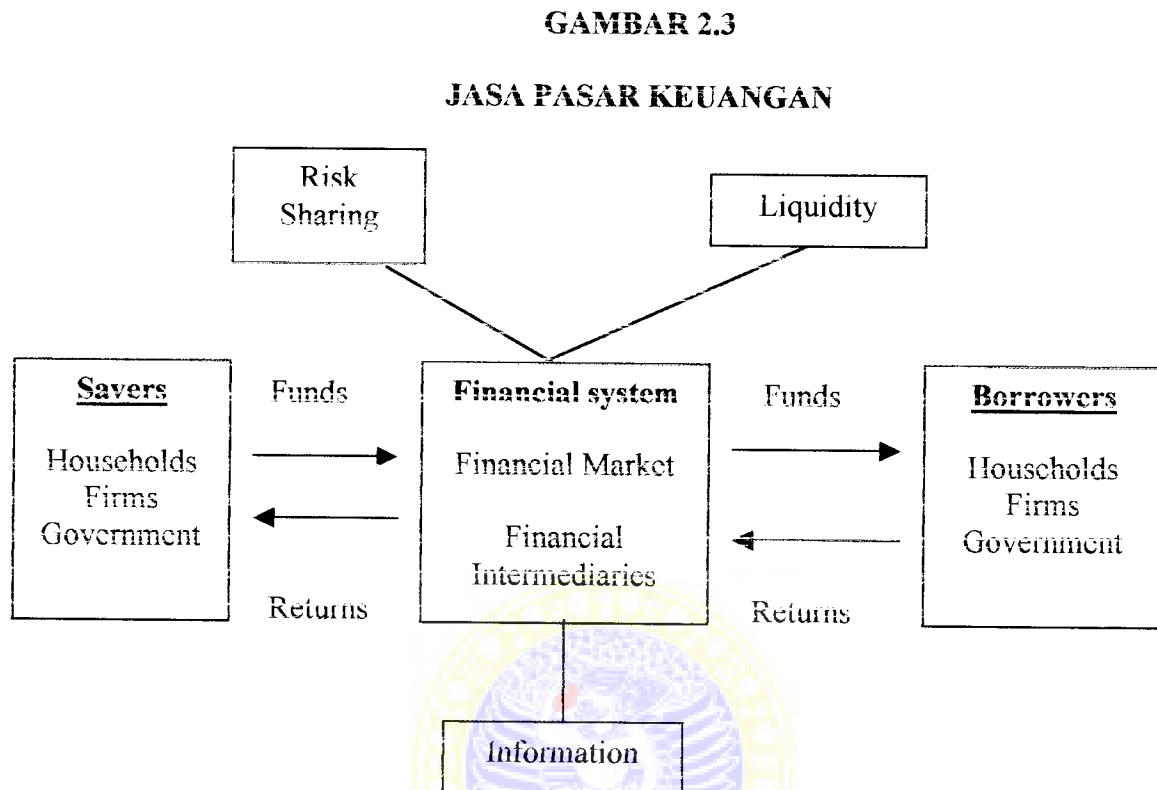 GAMBAR 2.3
JASA PASAR KEUANGAN
Risk
Sharing
Liquidity
Savers
Households
Firms
Government
Funds
Returns
Financial system
Financial Market
Financial
Intermediaries
Funds
Returns
Borrowers
Households
Firms
Government
Information